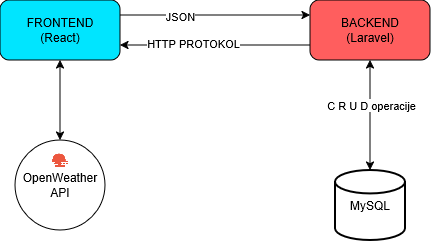 FRONTEND
(React)
JSON
HTTP PROTOKOL
BACKEND
(Laravel)
C R U D operacije
OpenWeather
API
MySQL